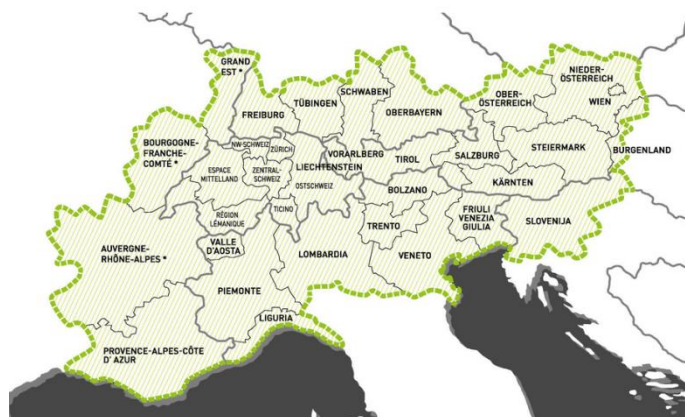 GRAND
EST *
FREIBURG
TÜBINGEN
SCHWABEN
OBERBAYERN
OBER-
ÖSTERREICH
NIEDER-
ÖSTERREICH
WIEN
BURGENLAND
STEIERMARK
SALZBURG
TIROL
VORARLBERG
LIECHTENSTEIN
BOURGOGNE-
FRANCHE-
COMTÉ *
NW-SCHWEIZ
ZÜRICH
ESPACE
MITTELLAND
ZENTRAL-
SCHWEIZ
OSTSCHWEIZ
KÄRNTEN
BOLZANO
RÉGION
LÉMANIQUE
TICINO
TRENTO
FRIULI
VENEZIA
GIULIA
SLOVENIJA
AUVERGNE-
RHÔNE-ALPES *
VALLE
D'AOSTA
LOMBARDIA
VENETO
PIEMONTE
LIGURIA
PROVENCE-ALPES-CÔTE
D' AZUR